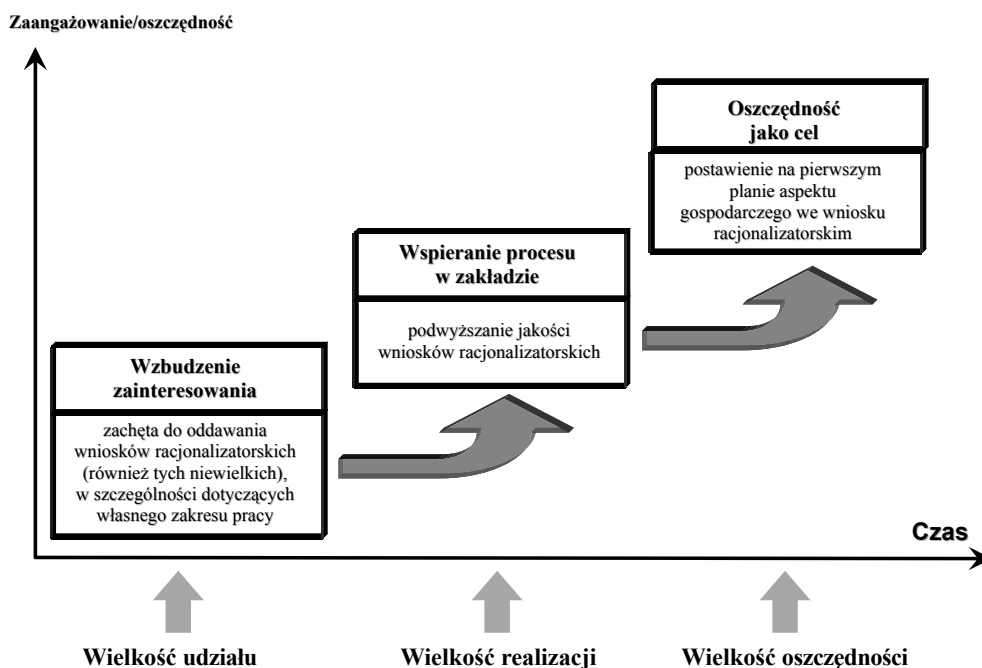 Zaangażowanie/oszczędność
Oszczędność
jako cel
postawienie na pierwszym
planie aspektu
gospodarczego we wniosku
racjonalizatorskim
Wspieranie procesu
w zakładzie
podwyższanie jakości
wniosków racjonalizatorskich
Wzbudzenie
zainteresowania
zachęta do oddawania
wniosków racjonalizatorskich
(również tych niewielkich),
w szczególności dotyczących
własnego zakresu pracy
Czas
Wielkość udziału
Wielkość realizacji
Wielkość oszczędności